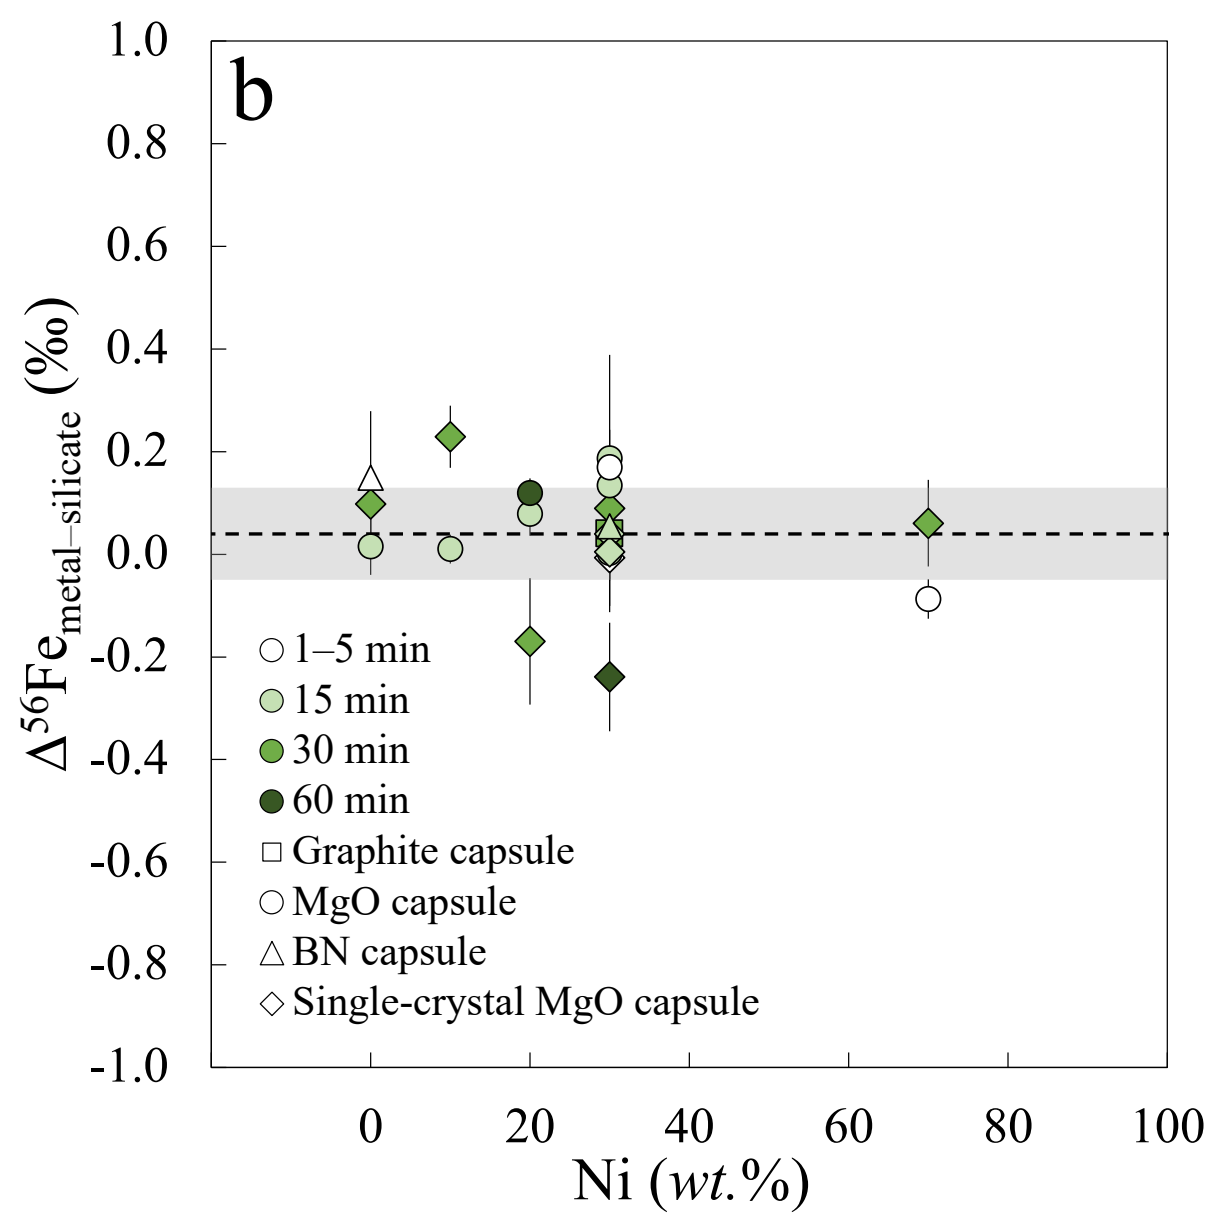 b
1.0
0.8
0.6
0.4
0.2
0.0
-0.2
-0.4
-0.6
-0.8
-1.0
Δ⁵⁶Fe metal–silicate (‰)
1–5 min
15 min
30 min
60 min
Graphite capsule
MgO capsule
BN capsule
Single-crystal MgO capsule
0 20 40 60 80 100
Ni (wt.%)